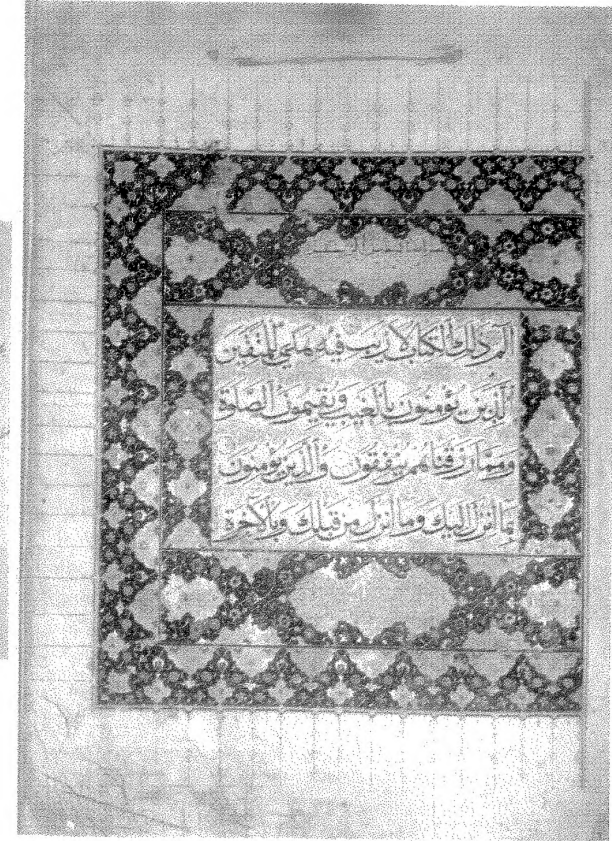 الم ذلك الكتاب لا ريب فيه هدى للمتقين
الذين يؤمنون بالغيب ويقيمون الصلوة
ومما رزقناهم ينفقون والذين يؤمنون
بما انزل اليك وما انزل من قبلك وبالآخرة